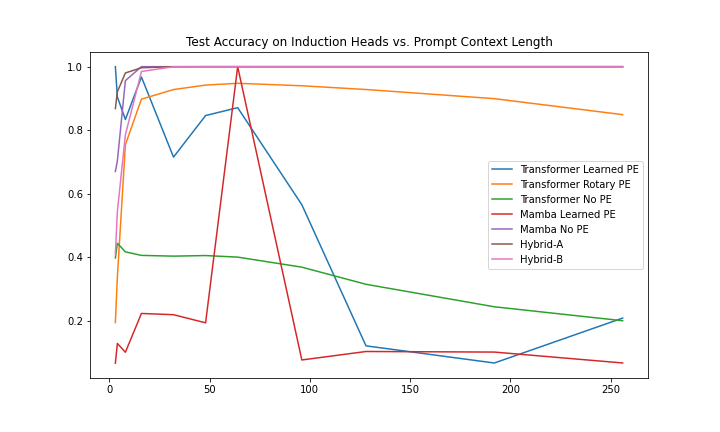 Test Accuracy on Induction Heads vs. Prompt Context Length
1.0
0.8
0.6
0.4
0.2
Transformer Learned PE
Transformer Rotary PE
Transformer No PE
Mamba Learned PE
Mamba No PE
Hybrid-A
Hybrid-B
0 50 100 150 200 250